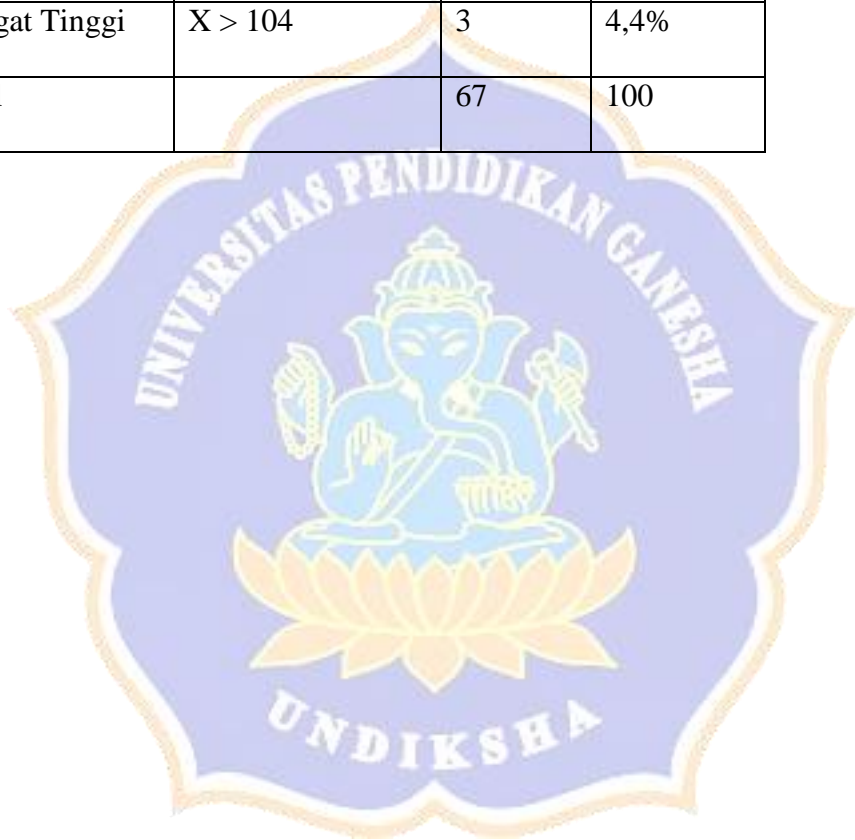 gat Tinggi X > 104 3 4,4%
67 100
UNIVERSITAS PENDIDIKAN GANESHA
UNDIKSHA